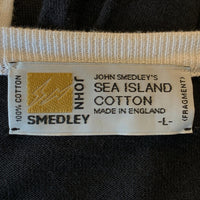 100% COTTON
JOHN
SMEDLEY
JOHN SMEDLEY'S
SEA ISLAND
COTTON
MADE IN ENGLAND
-L-
(FRAGMENT)